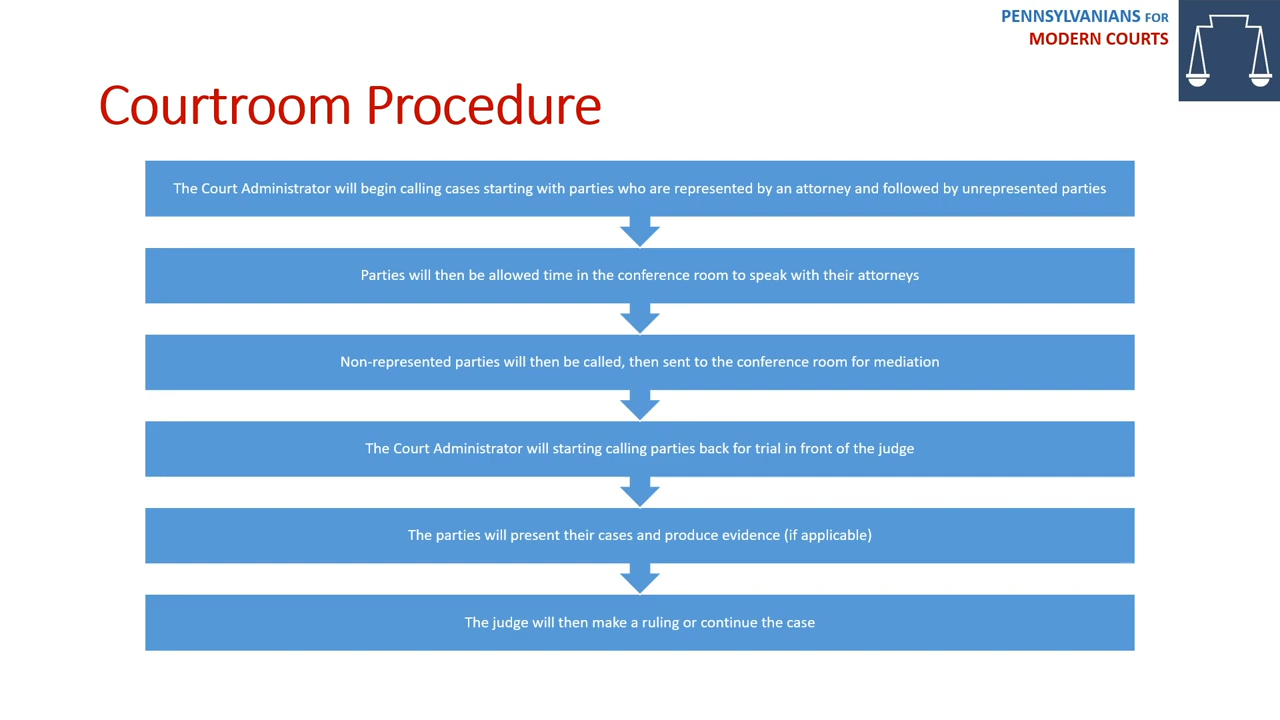 PENNSYLVANIANS FOR
MODERN COURTS
Courtroom Procedure
The Court Administrator will begin calling cases starting with parties who are represented by an attorney and followed by unrepresented parties
Parties will then be allowed time in the conference room to speak with their attorneys
Non-represented parties will then be called, then sent to the conference room for mediation
The Court Administrator will starting calling parties back for trial in front of the judge
The parties will present their cases and produce evidence (if applicable)
The judge will then make a ruling or continue the case